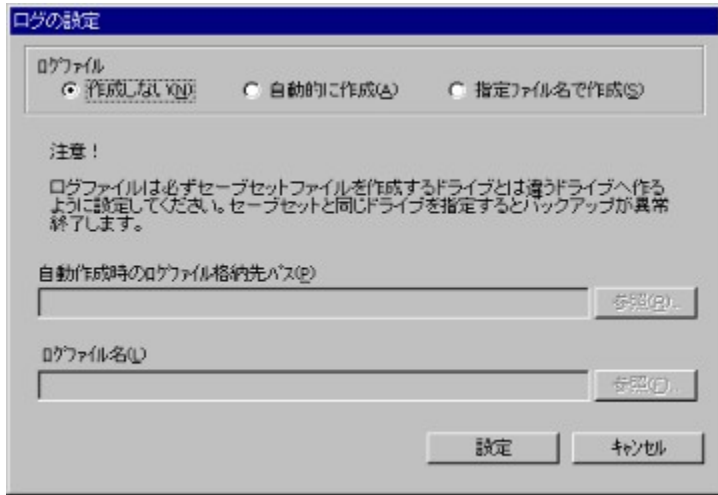 ログの設定
ログファイル
作成しない(N) 自動的に作成(A) 指定ファイル名で作成(S)
注意！
ログファイルは必ずセーブセットファイルを作成するドライブとは違うドライブへ作る
ように設定してください。セーブセットと同じドライブを指定するとバックアップが異常
終了します。
自動作成時のログファイル格納先パス(P)
参照(R)...
ログファイル名(L)
参照(F)...
設定 キャンセル